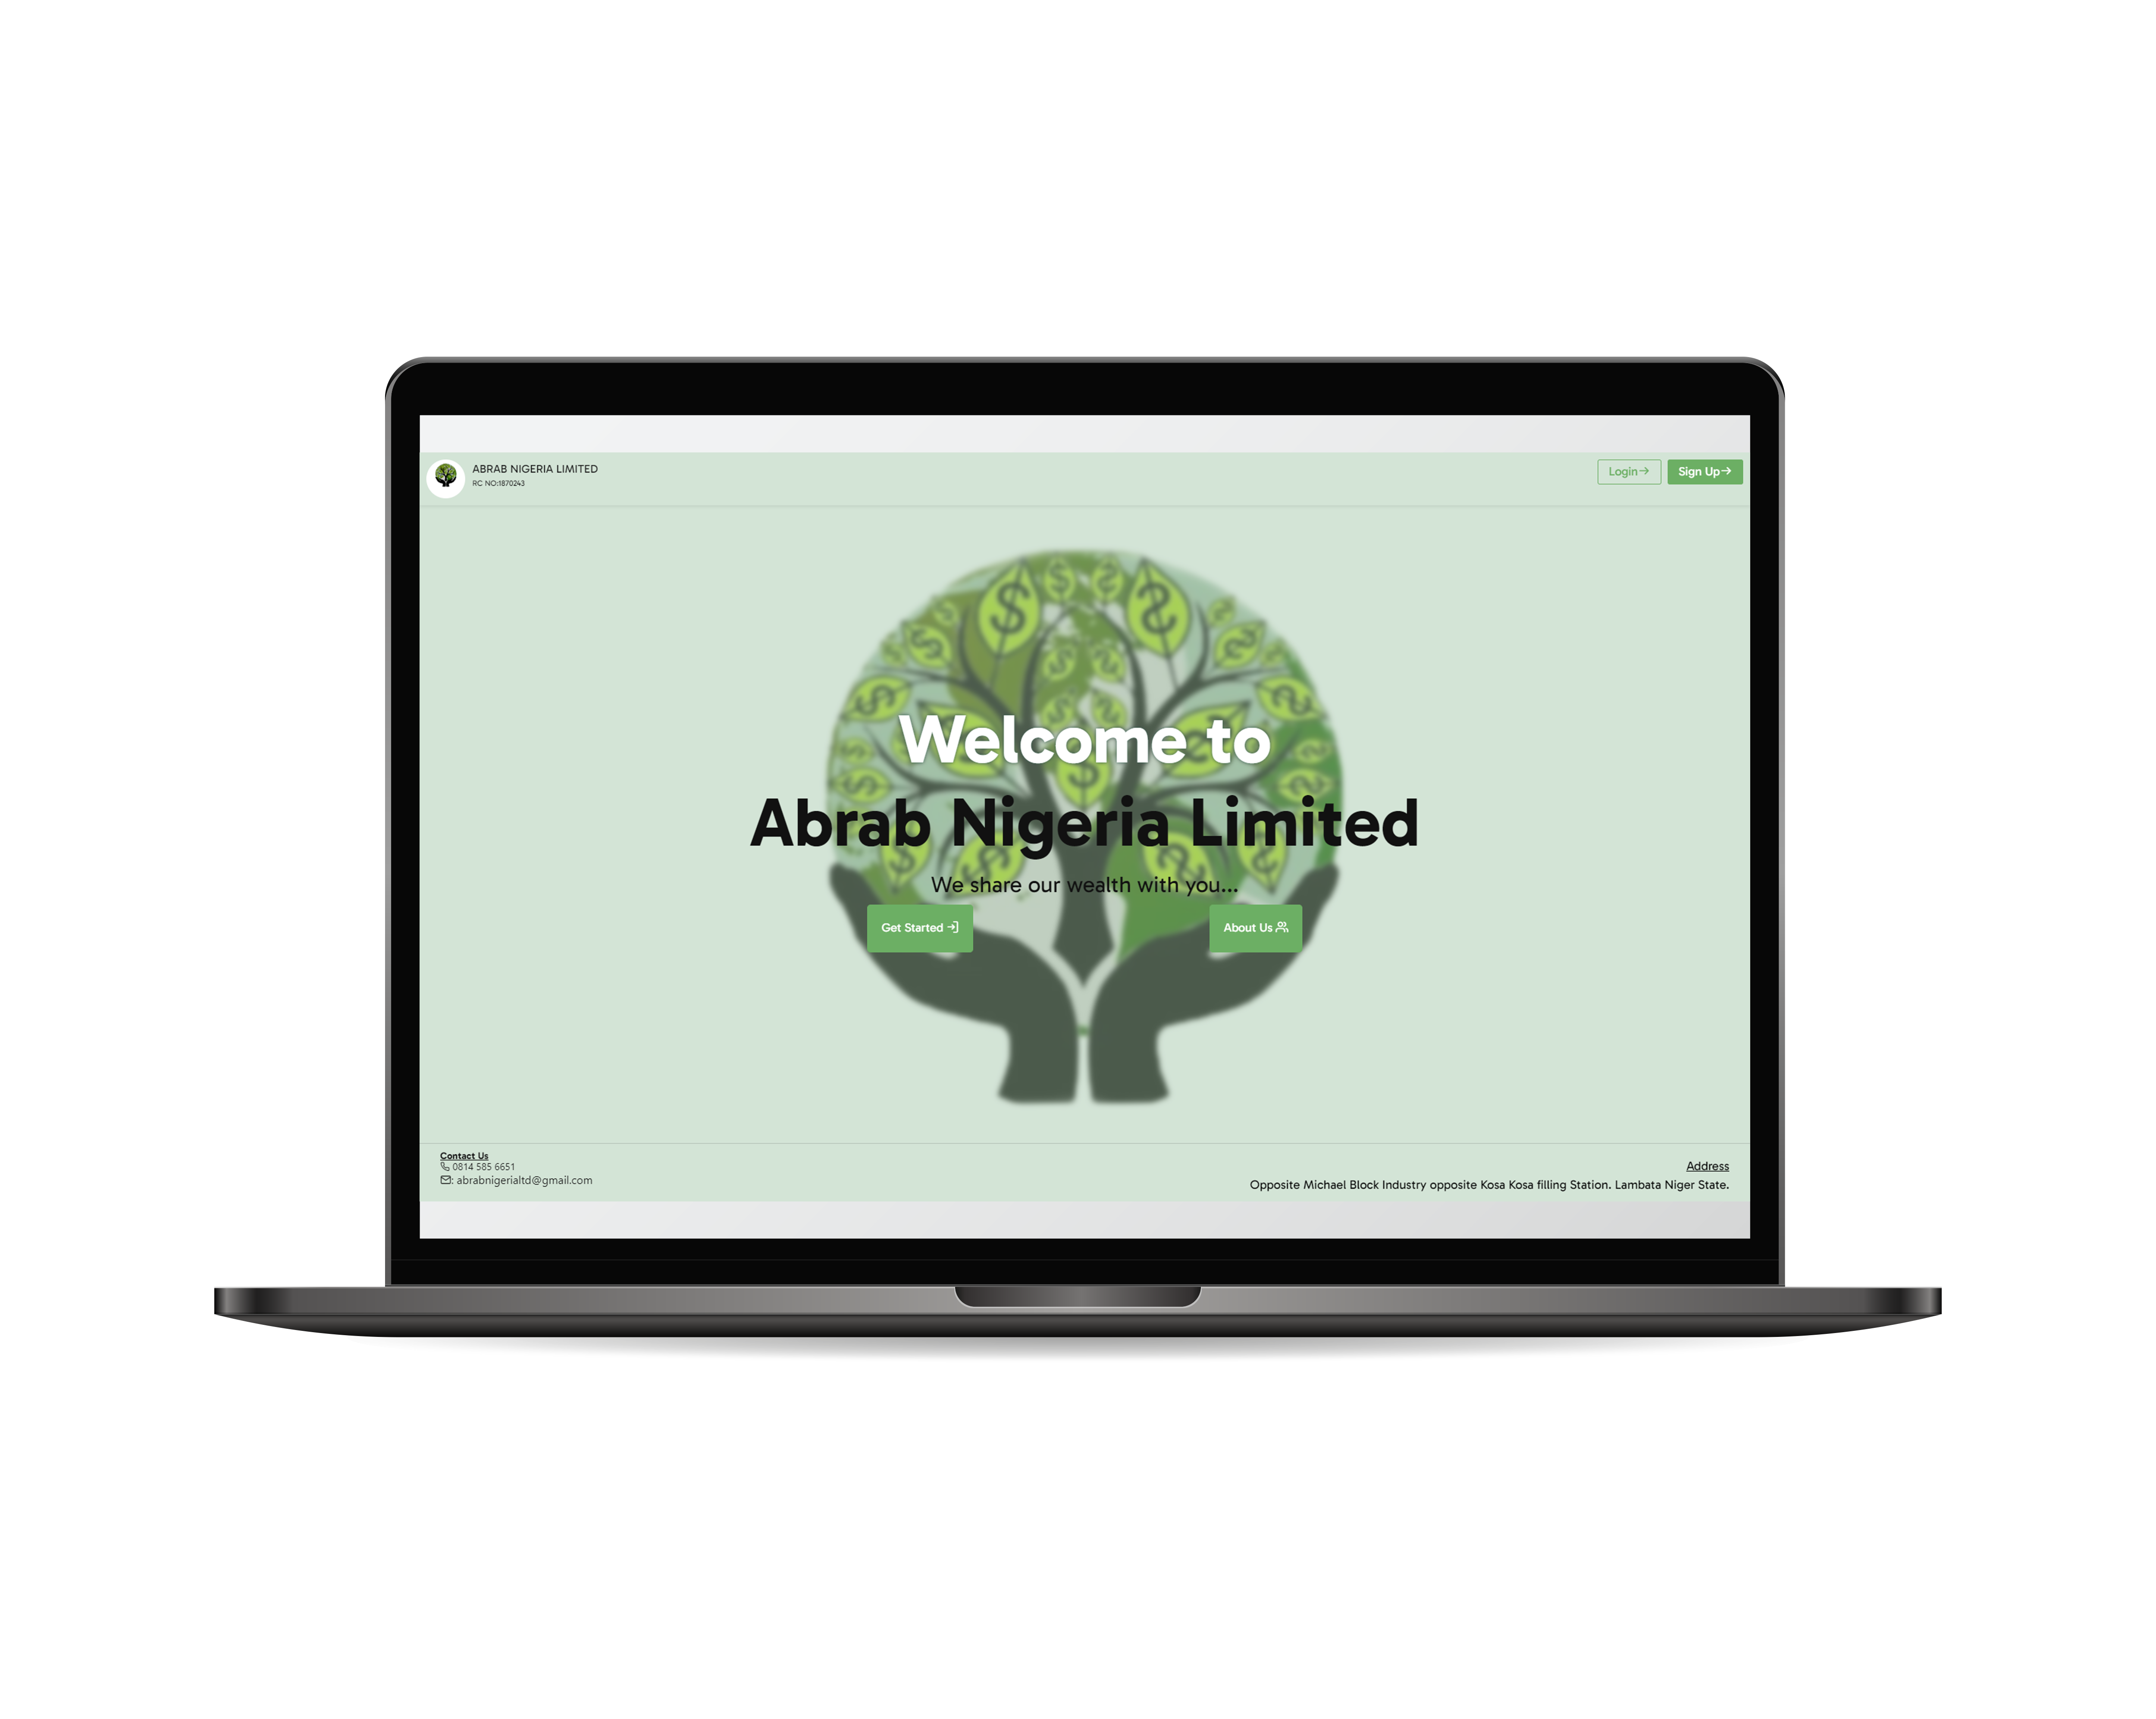 ABRAB NIGERIA LIMITED
RC NO:1870243
Login
Sign Up
Welcome to
Abrab Nigeria Limited
We share our wealth with you...
Get Started
About Us
Contact Us
0814 585 6651
: abrabnigerialtd@gmail.com
Address
Opposite Michael Block Industry opposite Kosa Kosa filling Station. Lambata Niger State.